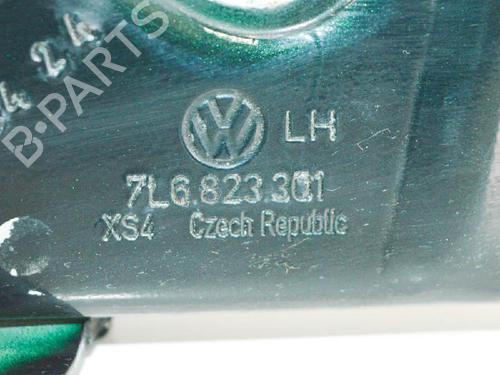 B-PARTS
LH
7L6.823.301
XS4 Czech Republic